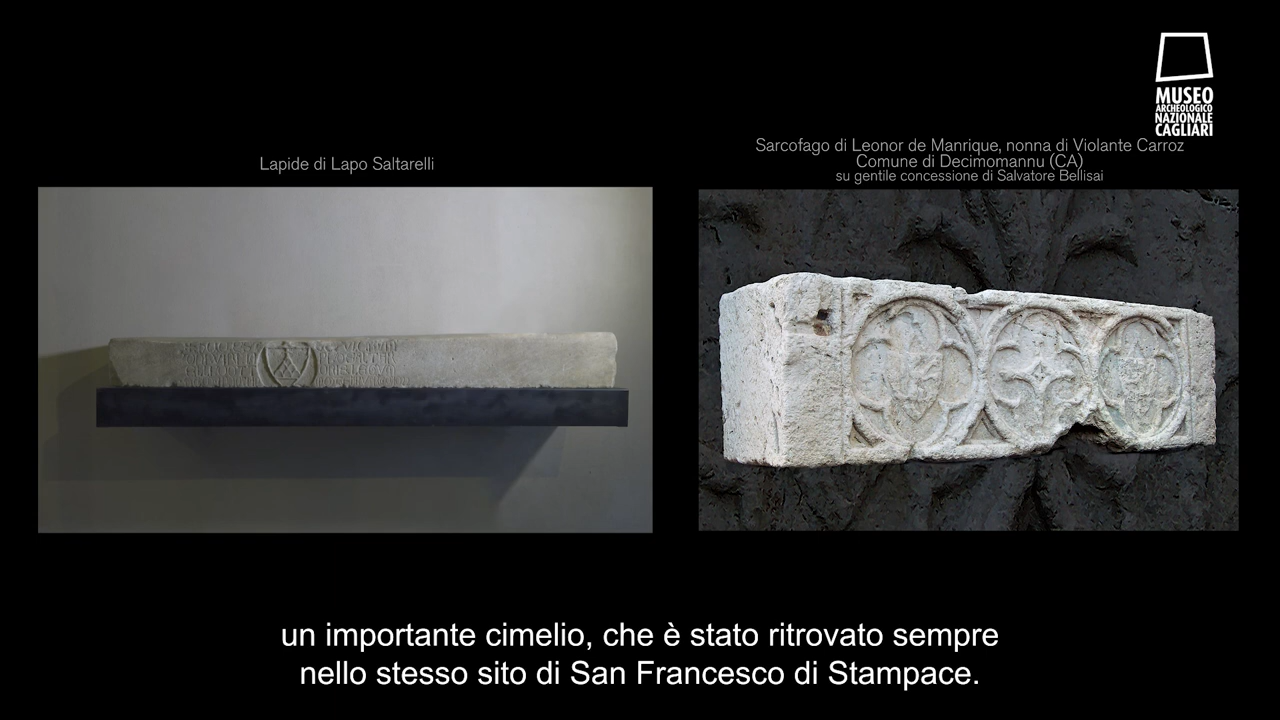 MUSEO
ARCHEOLOGICO
NAZIONALE
CAGLIARI
Lapide di Lapo Saltarelli
Sarcofago di Leonor de Manrique, nonna di Violante Carroz
Comune di Decimomannu (CA)
su gentile concessione di Salvatore Bellisai
un importante cimelio, che è stato ritrovato sempre
nello stesso sito di San Francesco di Stampace.